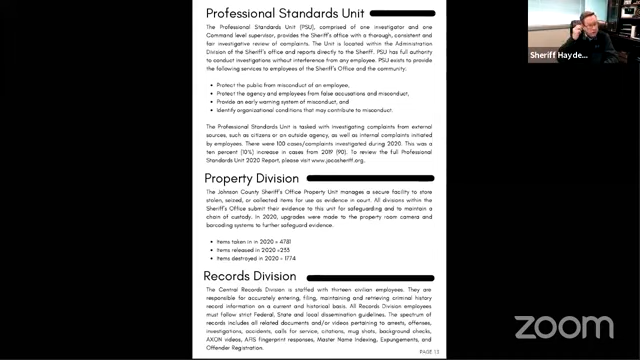 Professional Standards Unit
The Professional Standards Unit (PSU), comprised of one investigator and one
Command level supervisor, provides the Sheriff's office with a thorough, consistent and
fair investigative review of complaints. The Unit is located within the Administration
Division of the Sheriff's office and reports directly to the Sheriff. PSU has full authority
to conduct investigations without interference from any employee. PSU exists to provide
the following services to employees of the Sheriff's Office and the community:
• Protect the public from misconduct of an employee,
• Protect the agency and employees from false accusations and misconduct,
• Provide an early warning system of misconduct, and
• Identify organizational conditions that may contribute to misconduct.
The Professional Standards Unit is tasked with investigating complaints from external
sources, such as citizens or an outside agency, as well as internal complaints initiated
by employees. There were 100 cases/complaints investigated during 2020. This was a
ten percent (10%) increase in cases from 2019 (90). To review the full Professional
Standards Unit 2020 Report, please visit www.jocosheriff.org.
Property Division
The Johnson County Sheriff's Office Property Unit manages a secure facility to store
stolen, seized, or collected items for use as evidence in court. All divisions within the
Sheriff's Office submit their evidence to this unit for safeguarding and to maintain a
chain of custody. In 2020, upgrades were made to the property room camera and
barcoding systems to further safeguard evidence.
• Items taken in in 2020 = 4781
• Items released in 2020 =253
• Items destroyed in 2020 = 1774
Records Division
The Central Records Division is staffed with thirteen civilian employees. They are
responsible for accurately entering, filing, maintaining and retrieving criminal history
record information on a current and historical basis. All Records Division employees
must follow strict Federal, State and local dissemination guidelines. The spectrum of
records includes all related documents and/or videos pertaining to arrests, offenses,
investigations, accidents, calls for service, citations, mug shots, background checks,
AXON videos, AFIS fingerprint responses, Master Name Indexing, Expungements, and
Offender Registration.
PAGE 13
Sheriff Hayde...
zoom